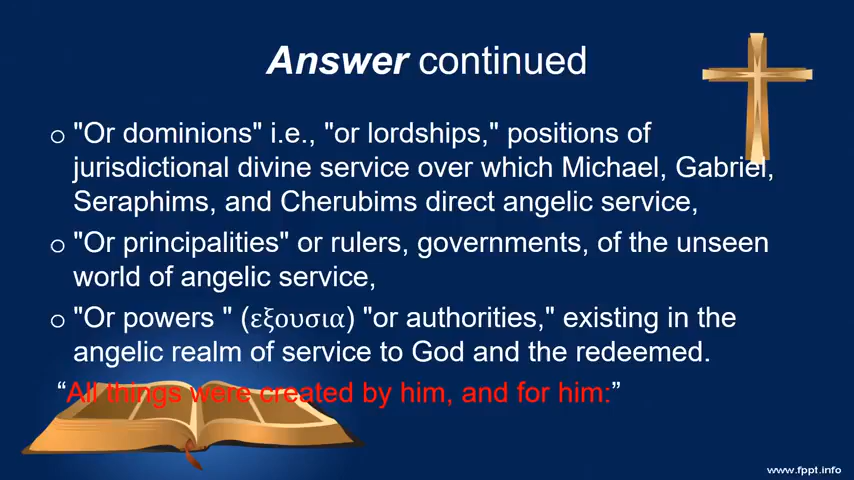 Answer continued
o "Or dominions" i.e., "or lordships," positions of
jurisdictional divine service over which Michael, Gabriel,
Seraphims, and Cherubims direct angelic service,
o "Or principalities" or rulers, governments, of the unseen
world of angelic service,
o "Or powers " (εξουσια) "or authorities," existing in the
angelic realm of service to God and the redeemed.
“All things were created by him, and for him:”
www.fppt.info